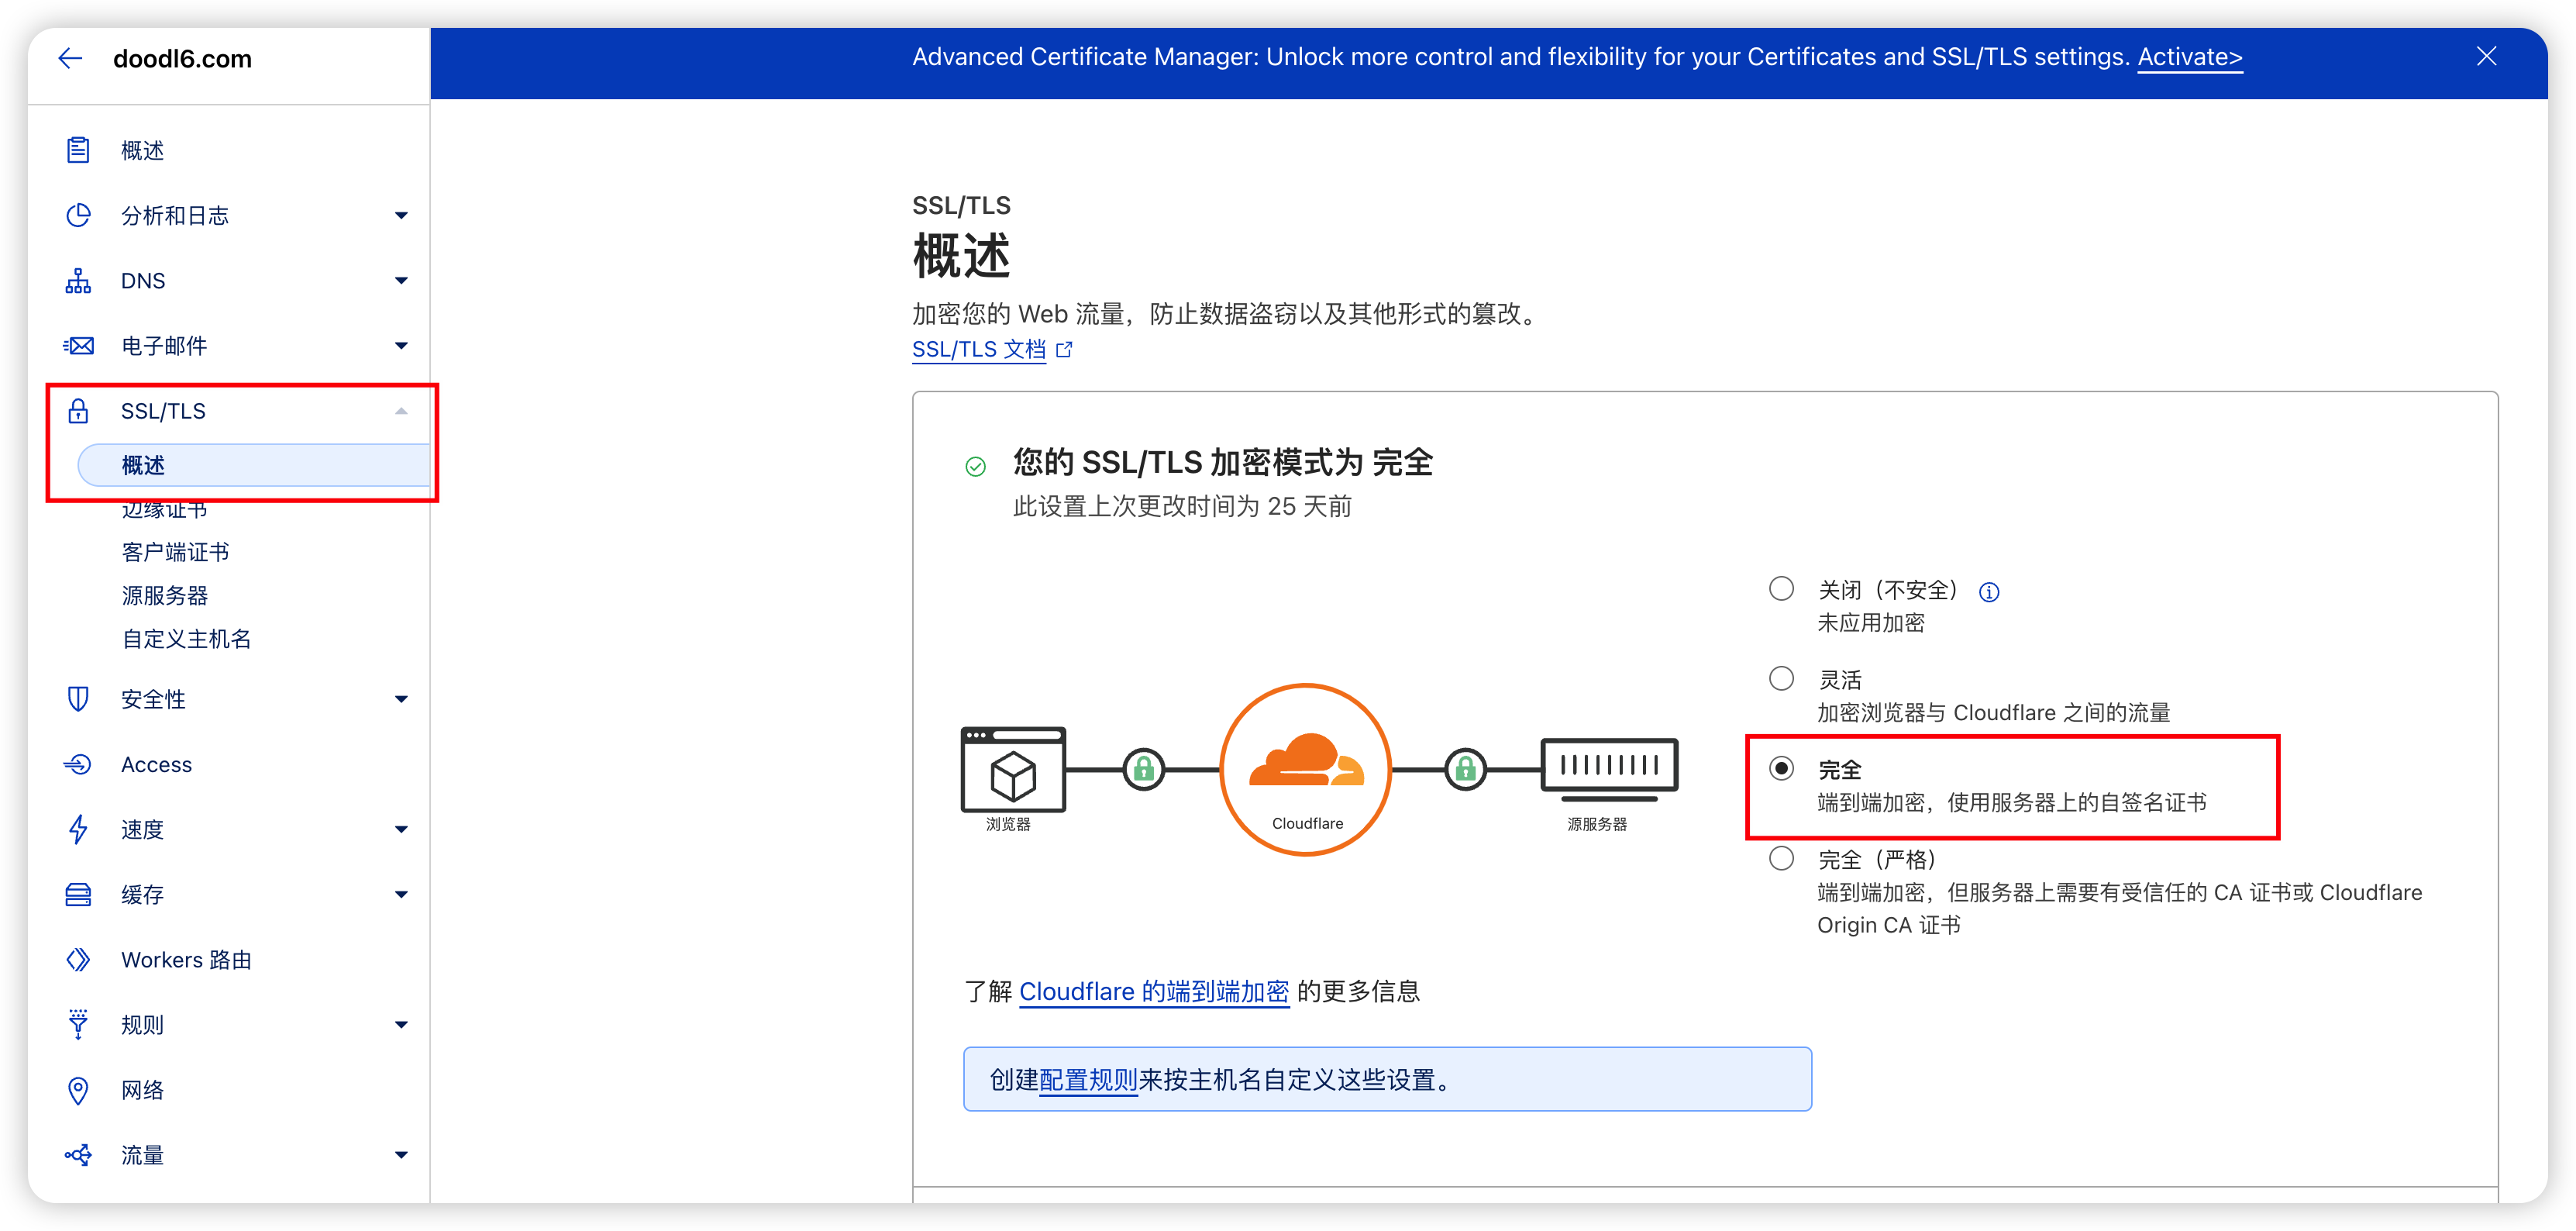 doodl6.com
Advanced Certificate Manager: Unlock more control and flexibility for your Certificates and SSL/TLS settings. Activate>
概述
分析和日志
DNS
电子邮件
SSL/TLS
概述
边缘证书
客户端证书
源服务器
自定义主机名
安全性
Access
速度
缓存
Workers 路由
规则
网络
流量
SSL/TLS
概述
加密您的 Web 流量，防止数据盗窃以及其他形式的篡改。
SSL/TLS 文档
您的 SSL/TLS 加密模式为 完全
此设置上次更改时间为 25 天前
浏览器
Cloudflare
源服务器
关闭（不安全）
未应用加密
灵活
加密浏览器与 Cloudflare 之间的流量
完全
端到端加密，使用服务器上的自签名证书
完全（严格）
端到端加密，但服务器上需要有受信任的 CA 证书或 Cloudflare
Origin CA 证书
了解 Cloudflare 的端到端加密 的更多信息
创建配置规则来按主机名自定义这些设置。